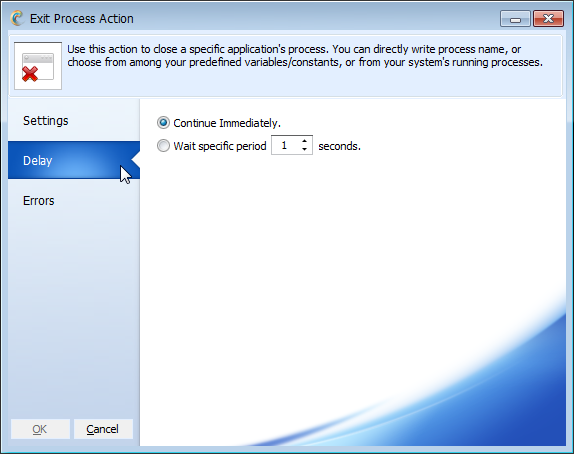 Exit Process Action
Use this action to close a specific application's process. You can directly write process name, or
choose from among your predefined variables/constants, or from your system's running processes.
Settings
Continue Immediately.
Wait specific period 1 seconds.
Delay
Errors
OK
Cancel